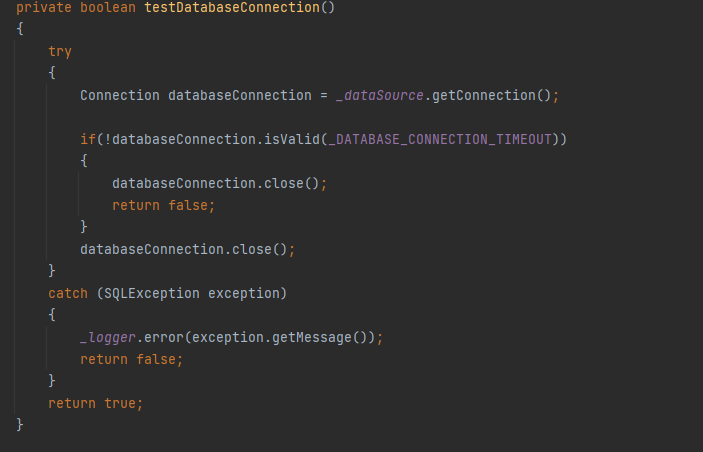 private boolean testDatabaseConnection()
{
try
{
Connection databaseConnection = _dataSource.getConnection();
if(!databaseConnection.isValid(_DATABASE_CONNECTION_TIMEOUT))
{
databaseConnection.close();
return false;
}
databaseConnection.close();
}
catch (SQLException exception)
{
_logger.error(exception.getMessage());
return false;
}
return true;
}